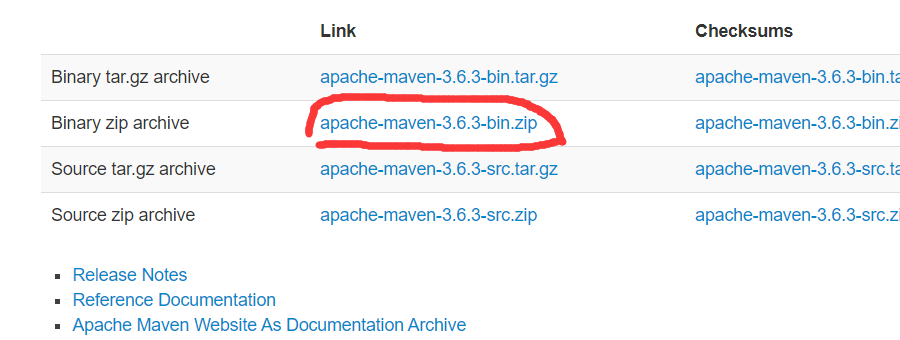 Link Checksums
Binary tar.gz archive apache-maven-3.6.3-bin.tar.gz apache-maven-3.6.3-bin.ta
Binary zip archive apache-maven-3.6.3-bin.zip apache-maven-3.6.3-bin.zi
Source tar.gz archive apache-maven-3.6.3-src.tar.gz apache-maven-3.6.3-src.ta
Source zip archive apache-maven-3.6.3-src.zip apache-maven-3.6.3-src.zi
Release Notes
Reference Documentation
Apache Maven Website As Documentation Archive